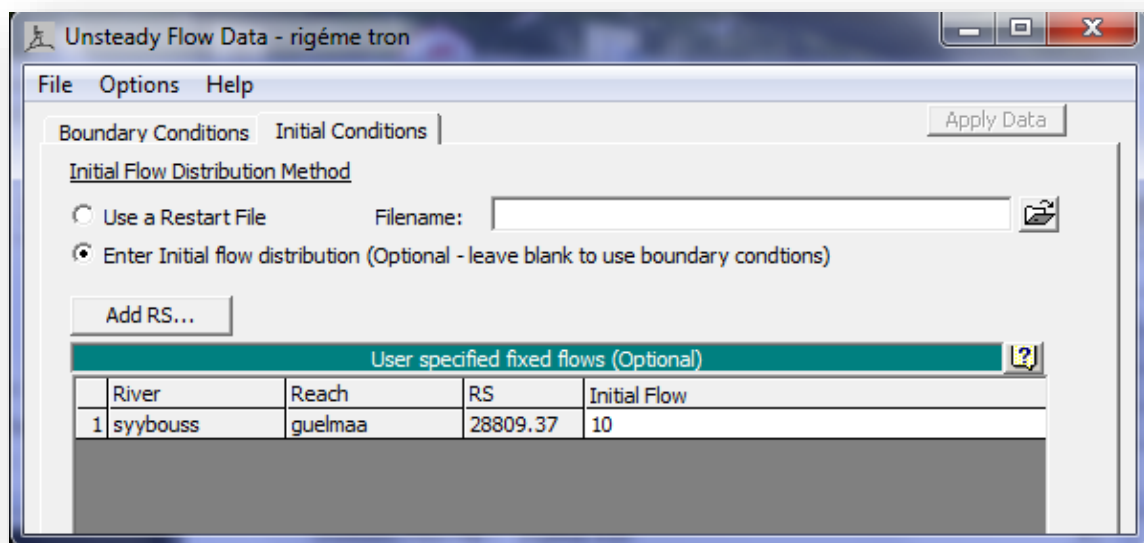 Unsteady Flow Data - rigéme tron
File Options Help
Boundary Conditions Initial Conditions Apply Data
Initial Flow Distribution Method
Use a Restart File Filename:
Enter Initial flow distribution (Optional - leave blank to use boundary condtions)
Add RS...
User specified fixed flows (Optional)
River Reach RS Initial Flow
1 syybouss guelmaa 28809.37 10